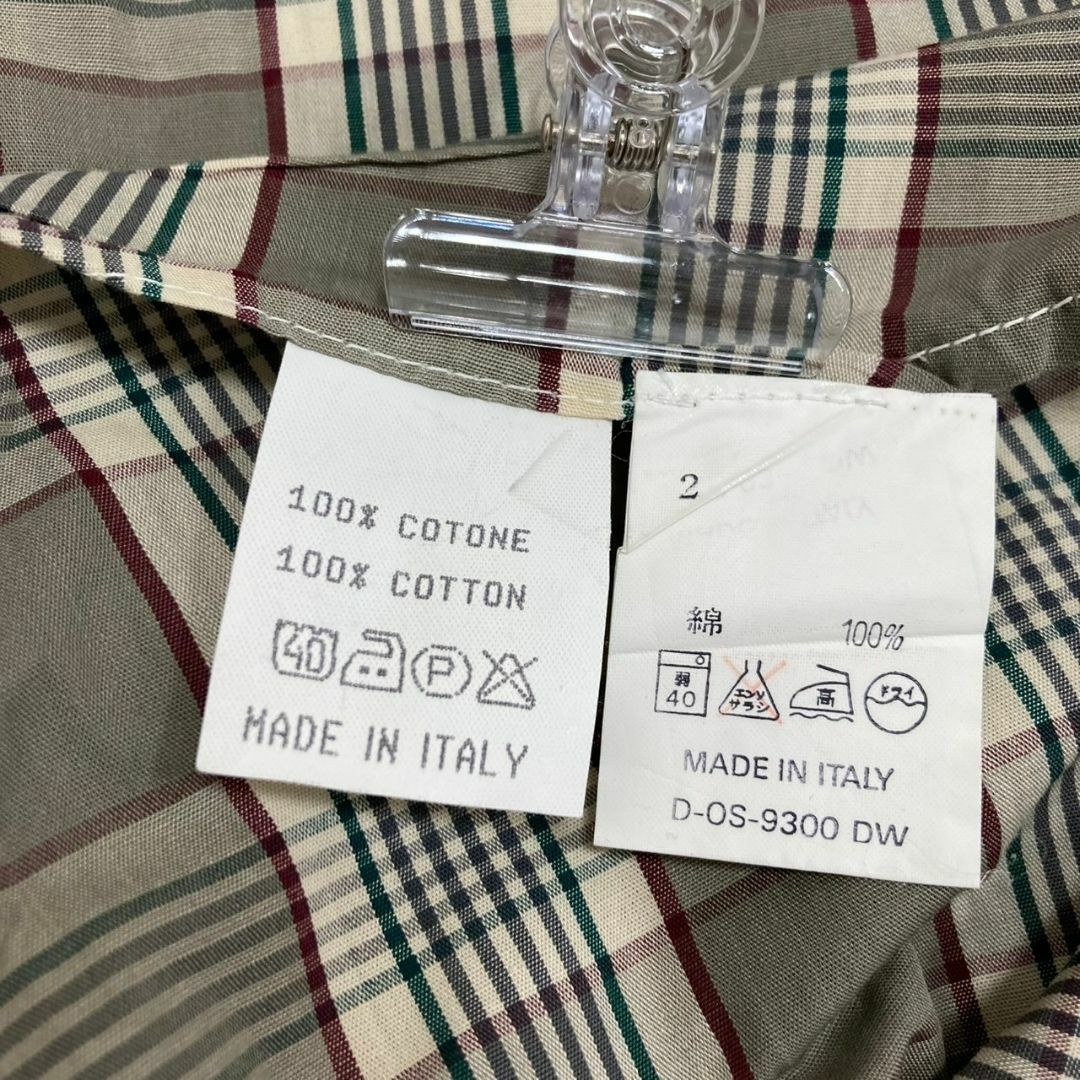 100% COTONE
100% COTTON
40 P
MADE IN ITALY
2
綿 100%
弱 40
エンソ サラシ
高
ドライ
MADE IN ITALY
D-OS-9300 DW